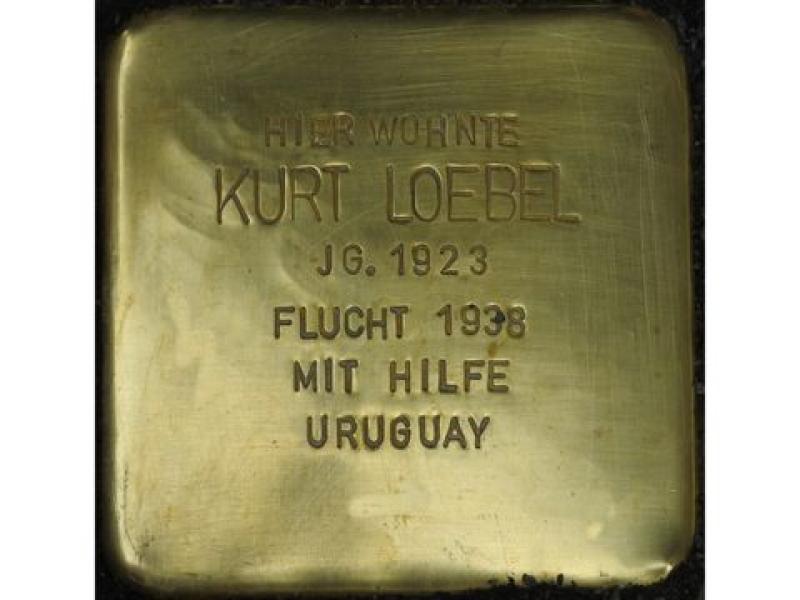 HIER WOHNTE
KURT LOEBEL
JG. 1923
FLUCHT 1938
MIT HILFE
URUGUAY